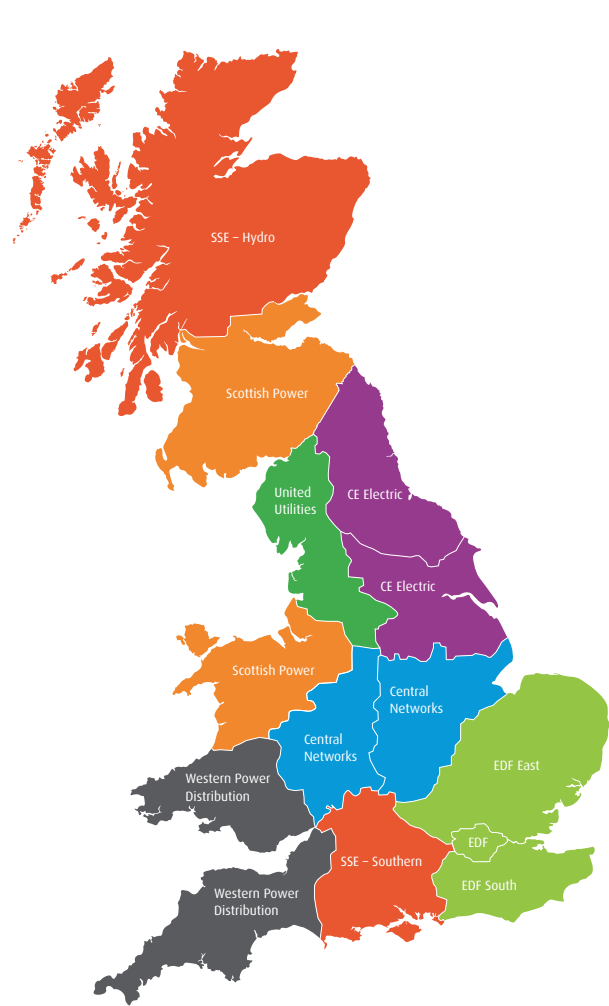 SSE – Hydro
Scottish Power
United
Utilities
CE Electric
CE Electric
Scottish Power
Central
Networks
Central
Networks
EDF East
Western Power
Distribution
EDF
SSE – Southern
EDF South
Western Power
Distribution